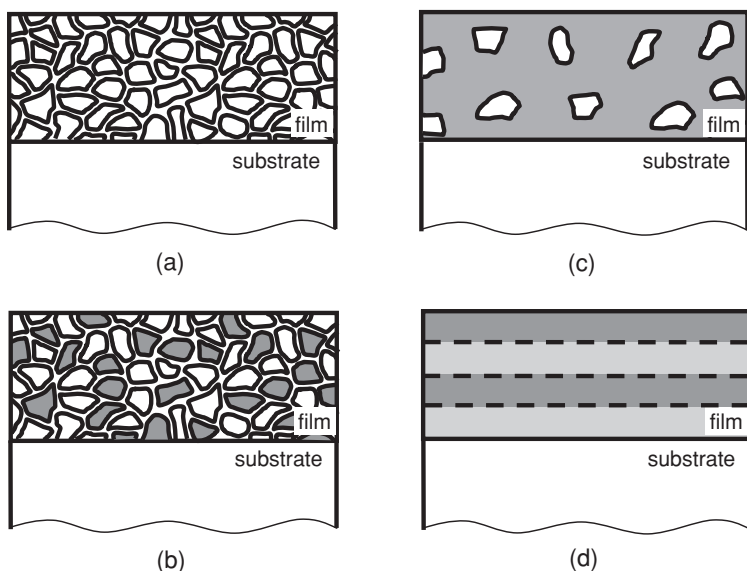 film
substrate
(a)
film
substrate
(c)
film
substrate
(b)
film
substrate
(d)